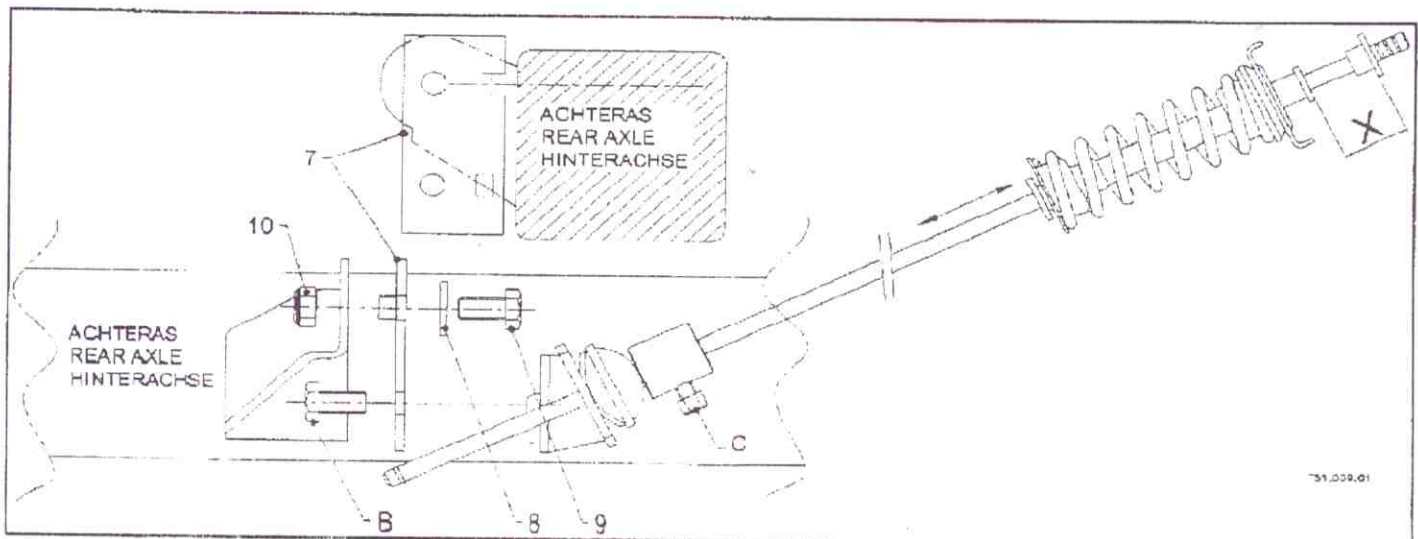 ACHTERAS
REAR AXLE
HINTERACHSE
X
7
10
ACHTERAS
REAR AXLE
HINTERACHSE
C
B
8
9